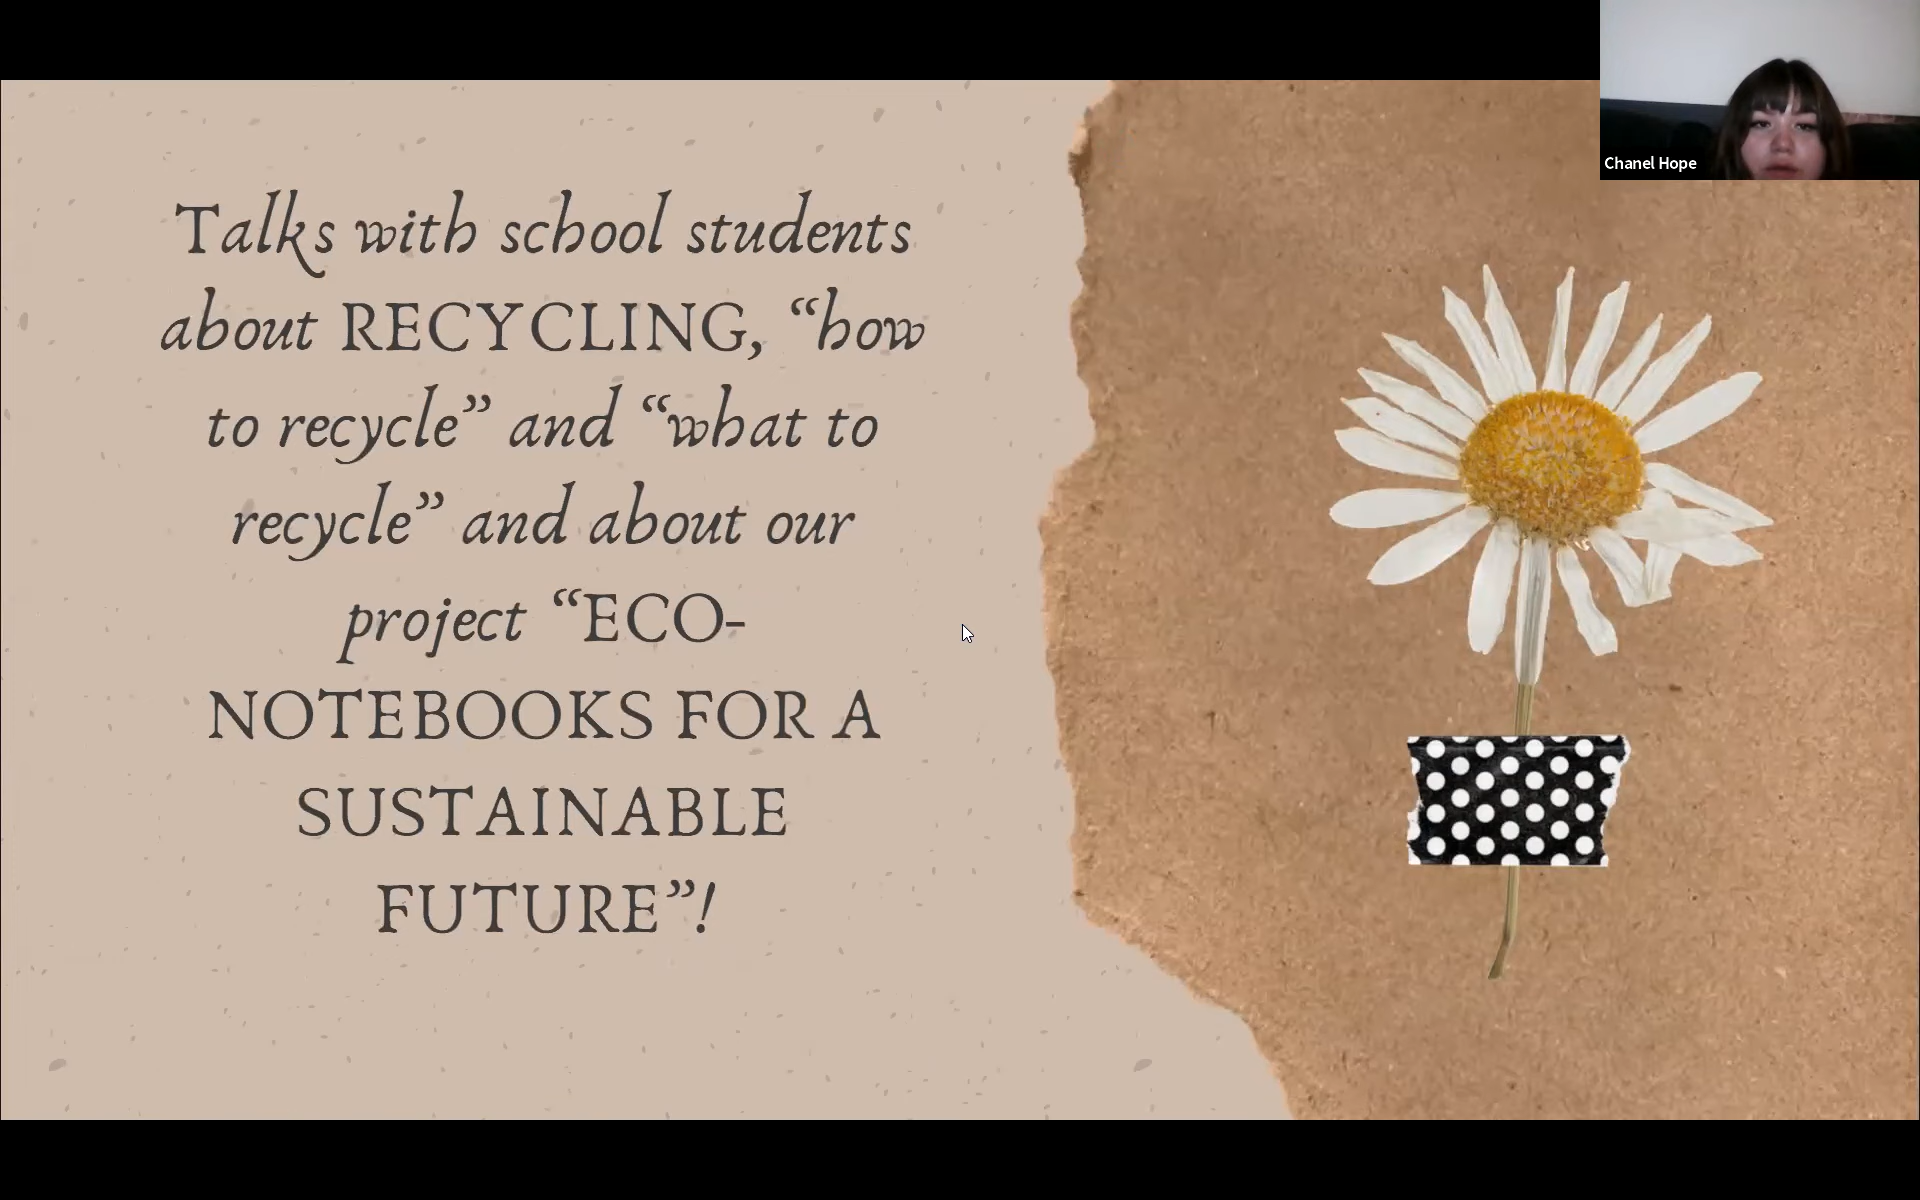 Talks with school students
about RECYCLING, “how
to recycle” and “what to
recycle” and about our
project “ECO-
NOTEBOOKS FOR A
SUSTAINABLE
FUTURE”!
Chanel Hope